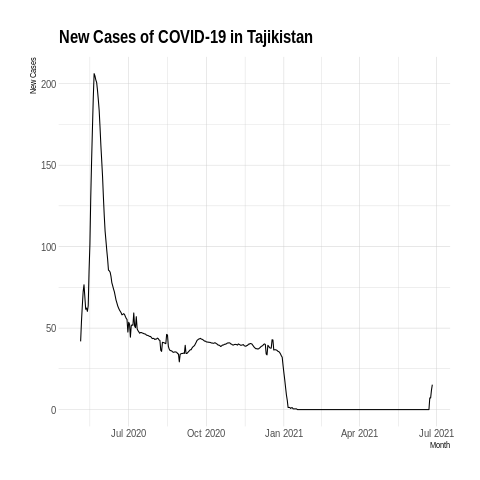 New Cases of COVID-19 in Tajikistan
New Cases
200
150
100
50
0
Jul 2020 Oct 2020 Jan 2021 Apr 2021 Jul 2021
Month